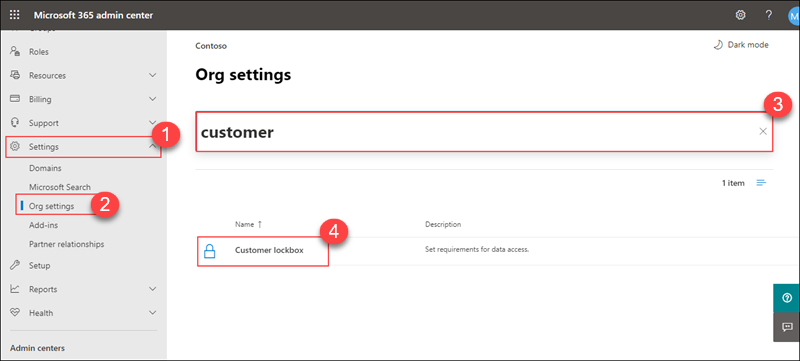 Microsoft 365 admin center
?
M
Roles
Resources
Billing
Support
Settings
1
Domains
Microsoft Search
Org settings
2
Add-ins
Partner relationships
Setup
Reports
Health
Admin centers
Contoso
Dark mode
Org settings
3
customer
1 item
Name ↑
Description
4
Customer lockbox
Set requirements for data access.